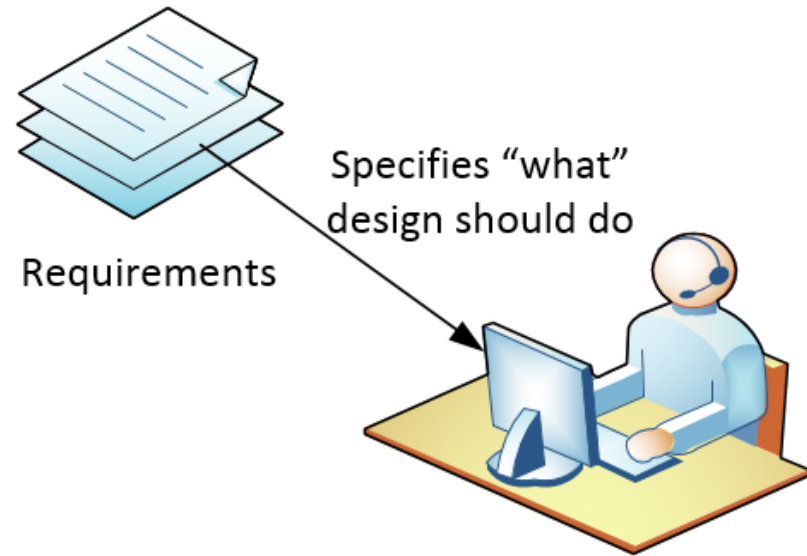 Specifies “what”
design should do
Requirements